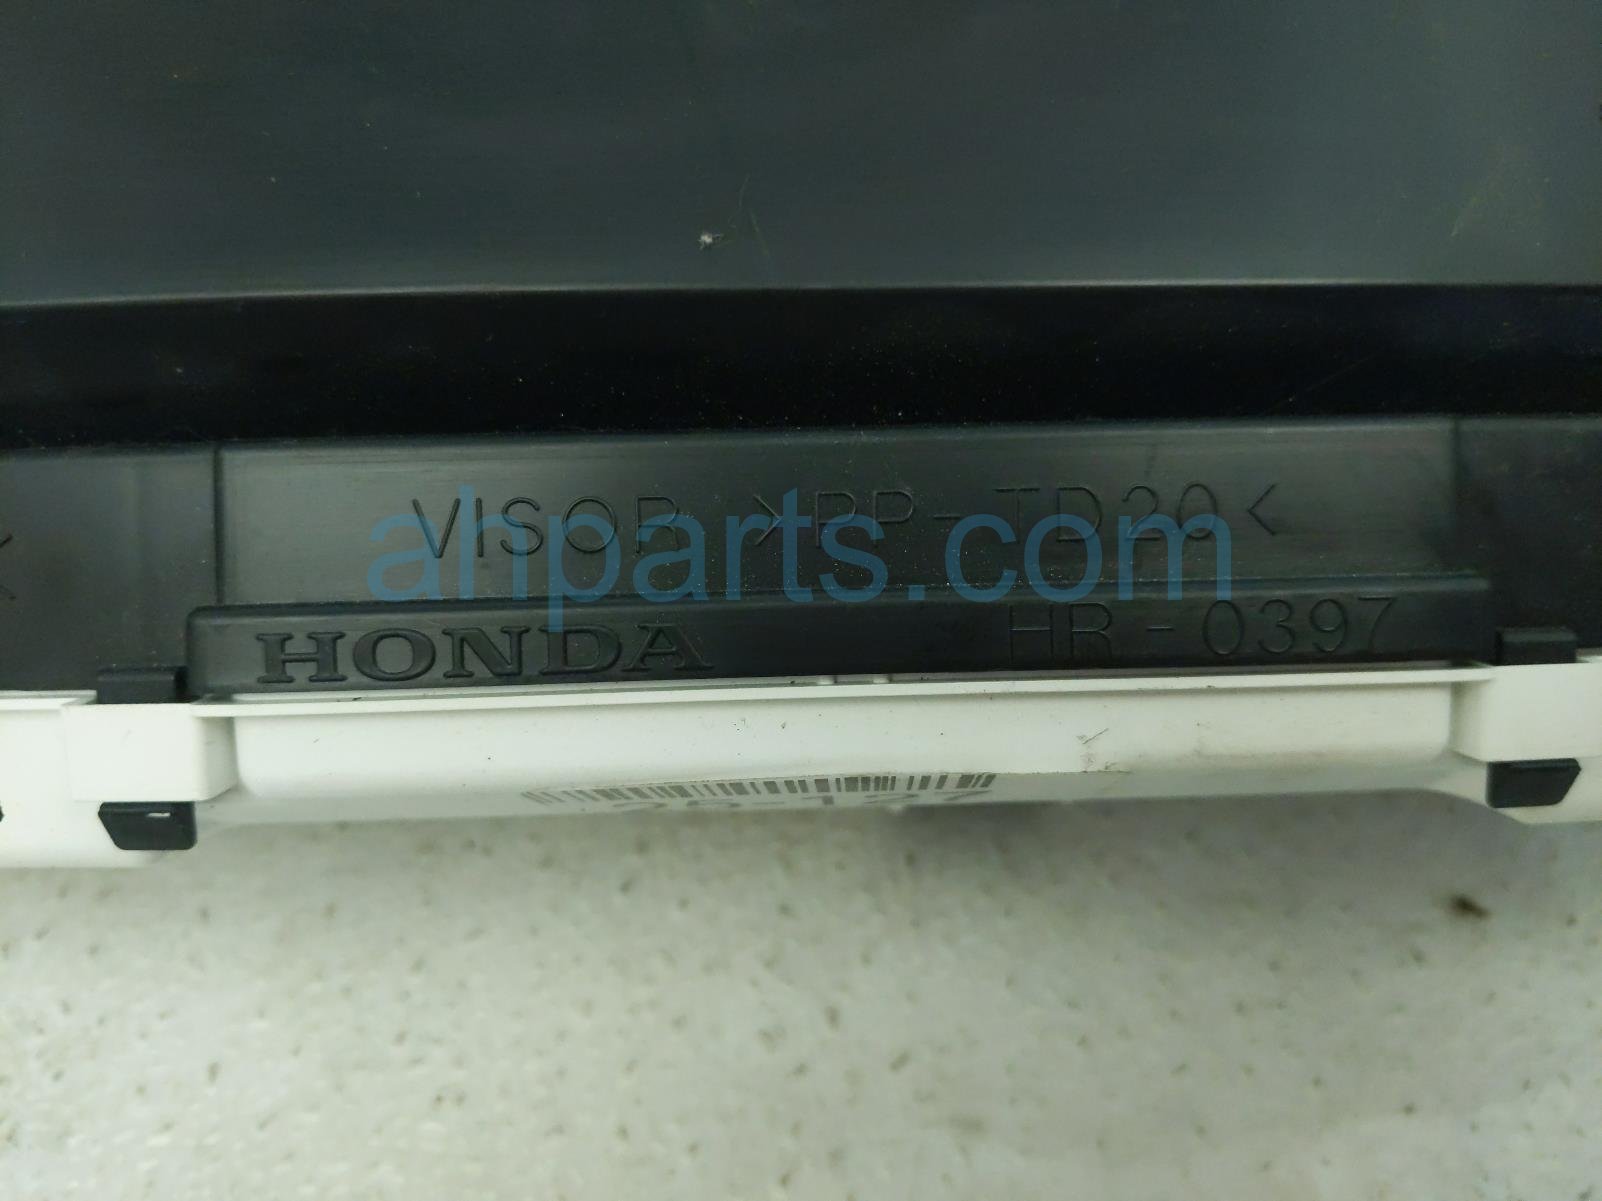 VISOR >PP-TD20<
ahparts.com
HONDA HR-0397